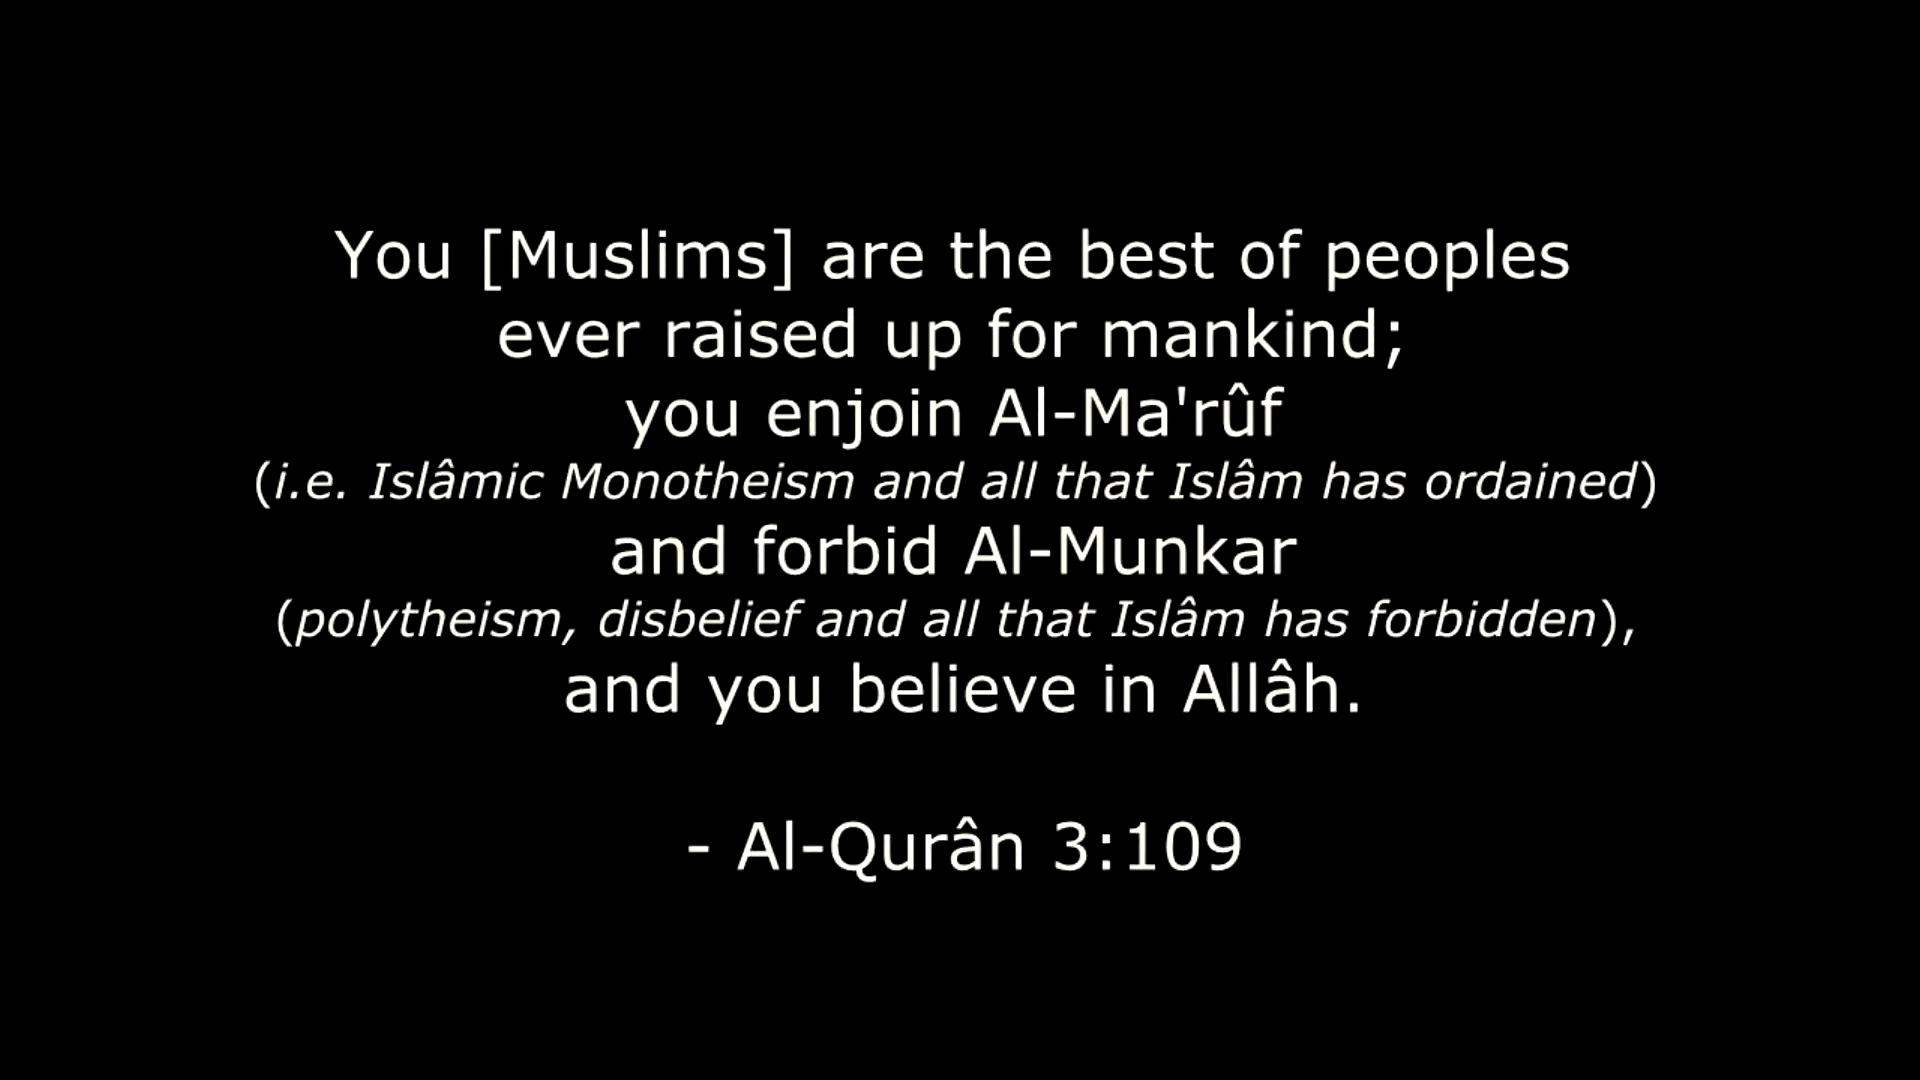 You [Muslims] are the best of peoples
ever raised up for mankind;
you enjoin Al-Ma'rûf
(i.e. Islâmic Monotheism and all that Islâm has ordained)
and forbid Al-Munkar
(polytheism, disbelief and all that Islâm has forbidden),
and you believe in Allâh.
- Al-Qurân 3:109